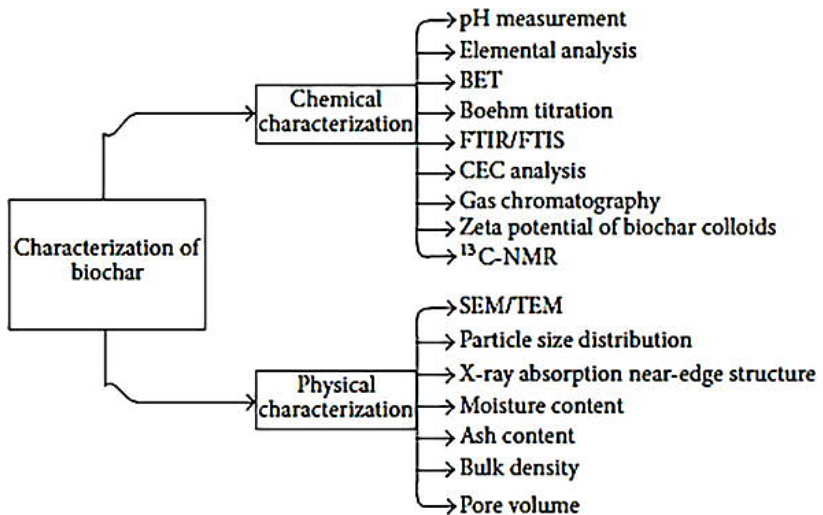 Characterization of
biochar
Chemical
characterization
pH measurement
Elemental analysis
BET
Boehm titration
FTIR/FTIS
CEC analysis
Gas chromatography
Zeta potential of biochar colloids
¹³C-NMR
Physical
characterization
SEM/TEM
Particle size distribution
X-ray absorption near-edge structure
Moisture content
Ash content
Bulk density
Pore volume